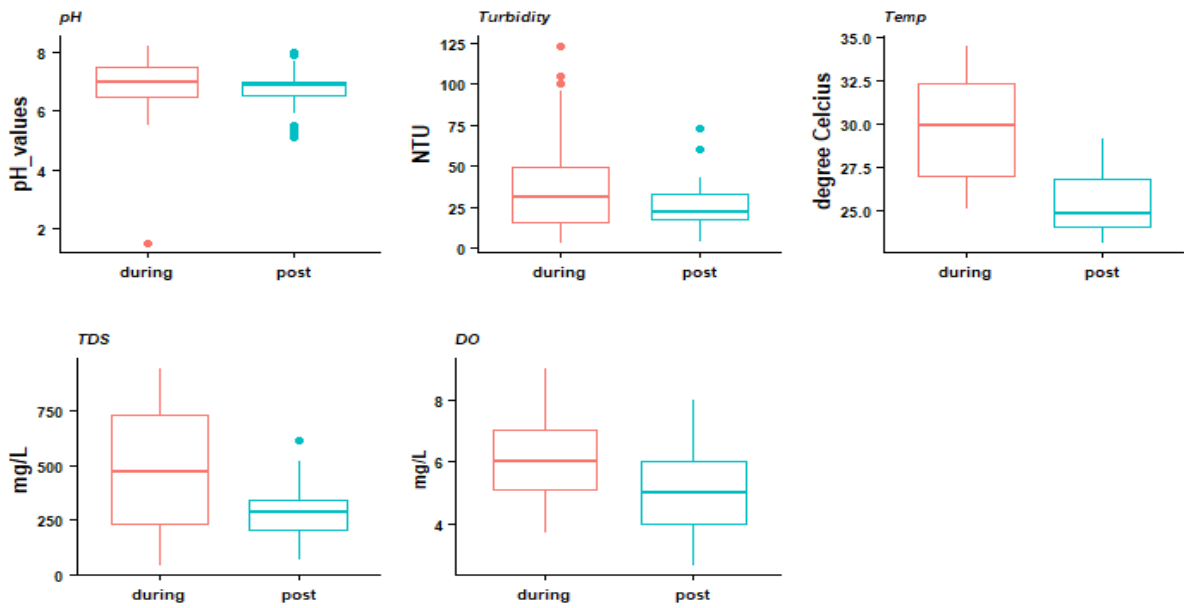 pH
pH_values
8
6
4
2
during post
Turbidity
NTU
125
100
75
50
25
0
during post
Temp
degree Celcius
35.0
32.5
30.0
27.5
25.0
during post
TDS
mg/L
750
500
250
0
during post
DO
mg/L
8
6
4
during post